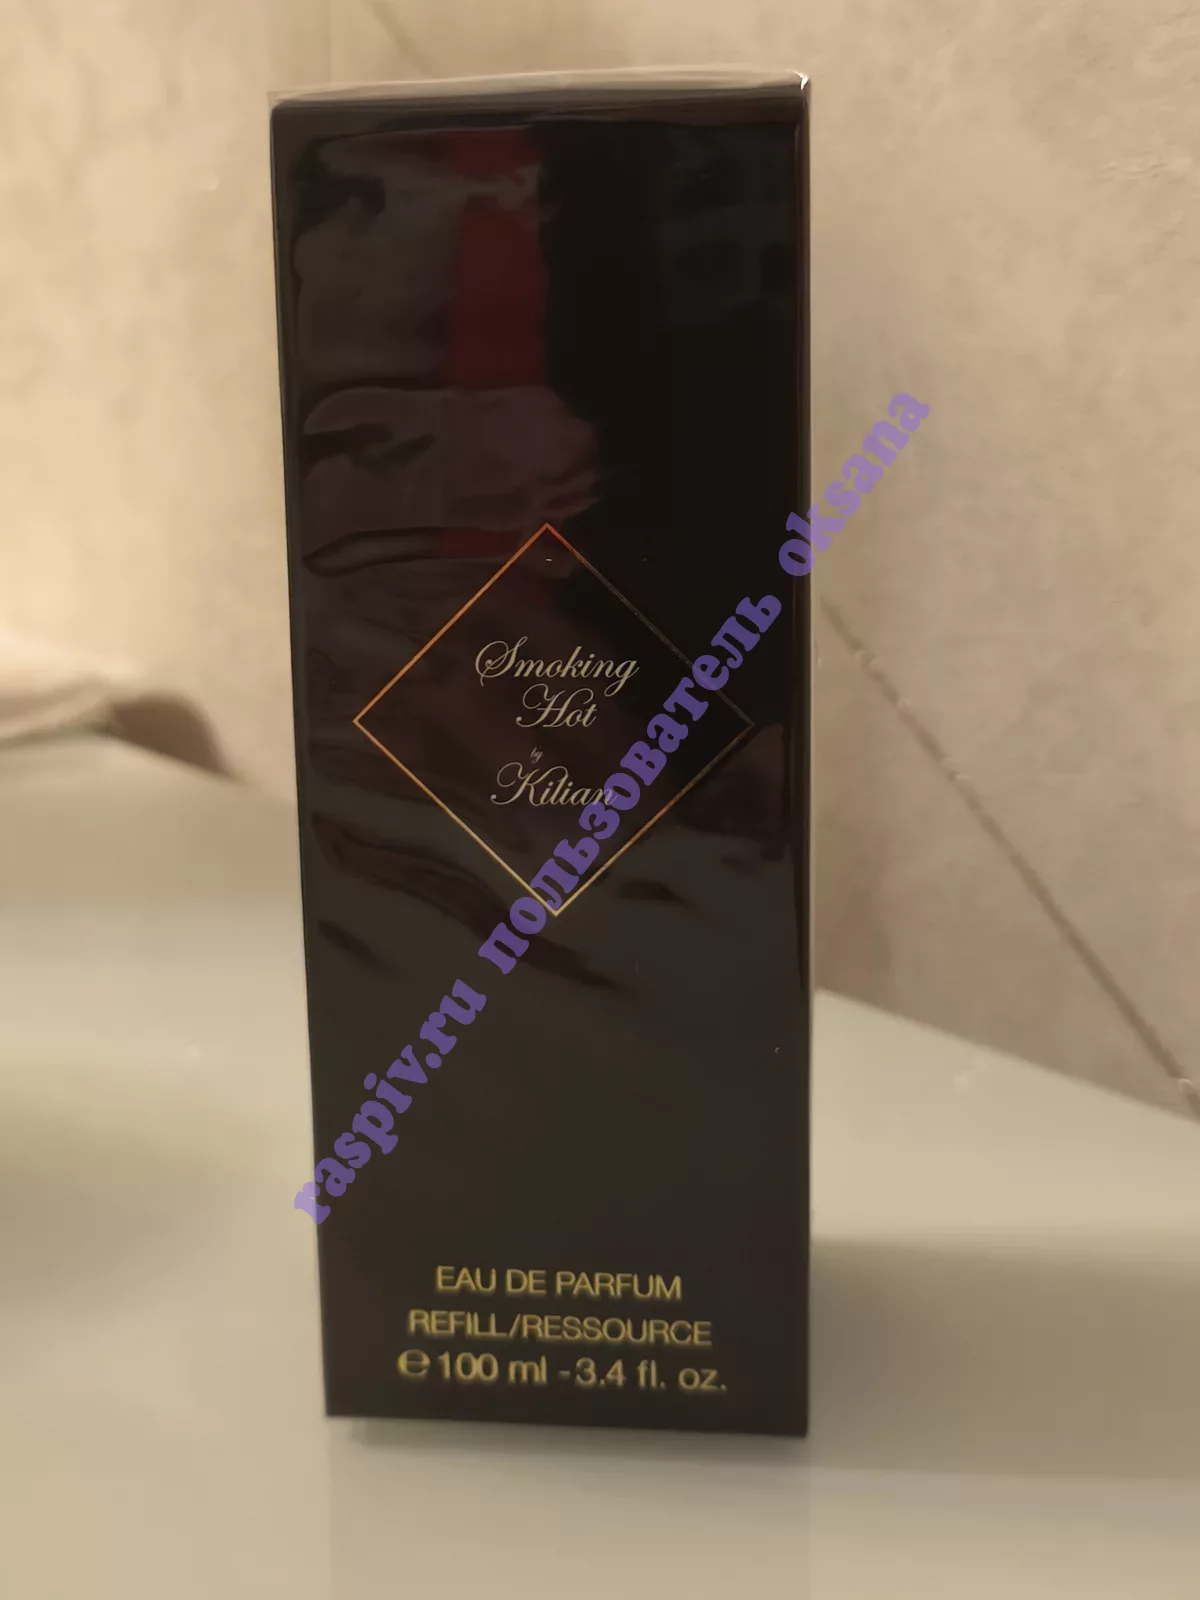 Smoking
Hot
by
Kilian
raspiv.ru пользователь oksana
EAU DE PARFUM
REFILL/RESSOURCE
℮ 100 ml - 3.4 fl. oz.